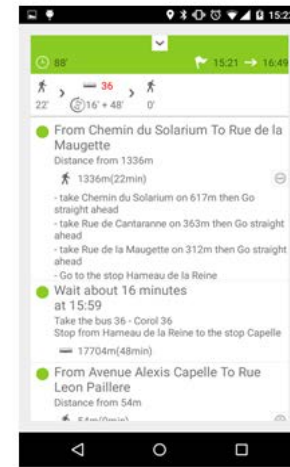 15:22
88'
15:21 → 16:49
36
22' 16' + 48' 0'
From Chemin du Solarium To Rue de la
Maugette
Distance from 1336m
1336m(22min)
- take Chemin du Solarium on 617m then Go
straight ahead
- take Rue de Cantaranne on 363m then Go straight
ahead
- take Rue de la Maugette on 312m then Go straight
ahead
- Go to the stop Hameau de la Reine
Wait about 16 minutes
at 15:59
Take the bus 36 - Corol 36
Stop from Hameau de la Reine to the stop Capelle
17704m(48min)
From Avenue Alexis Capelle To Rue
Leon Paillere
Distance from 54m
54m(0min)